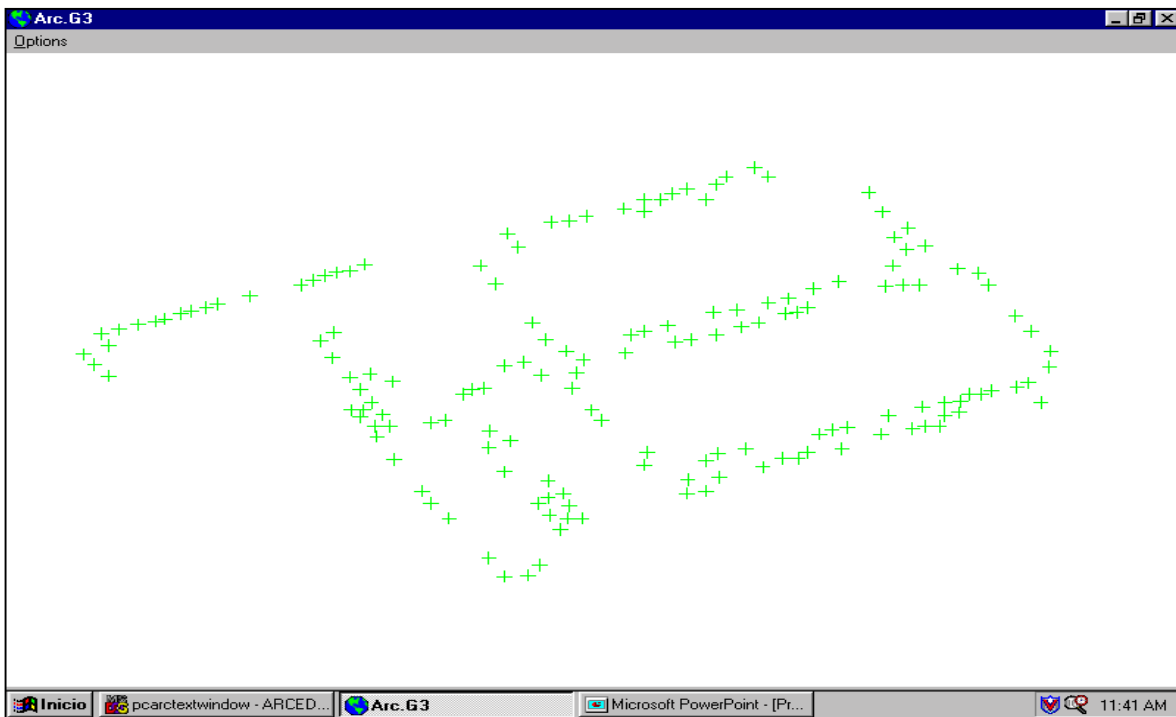 Arc.G3
Options
Inicio pcarctextwindow - ARCED... Arc.G3 Microsoft PowerPoint - [Pr... 11:41 AM